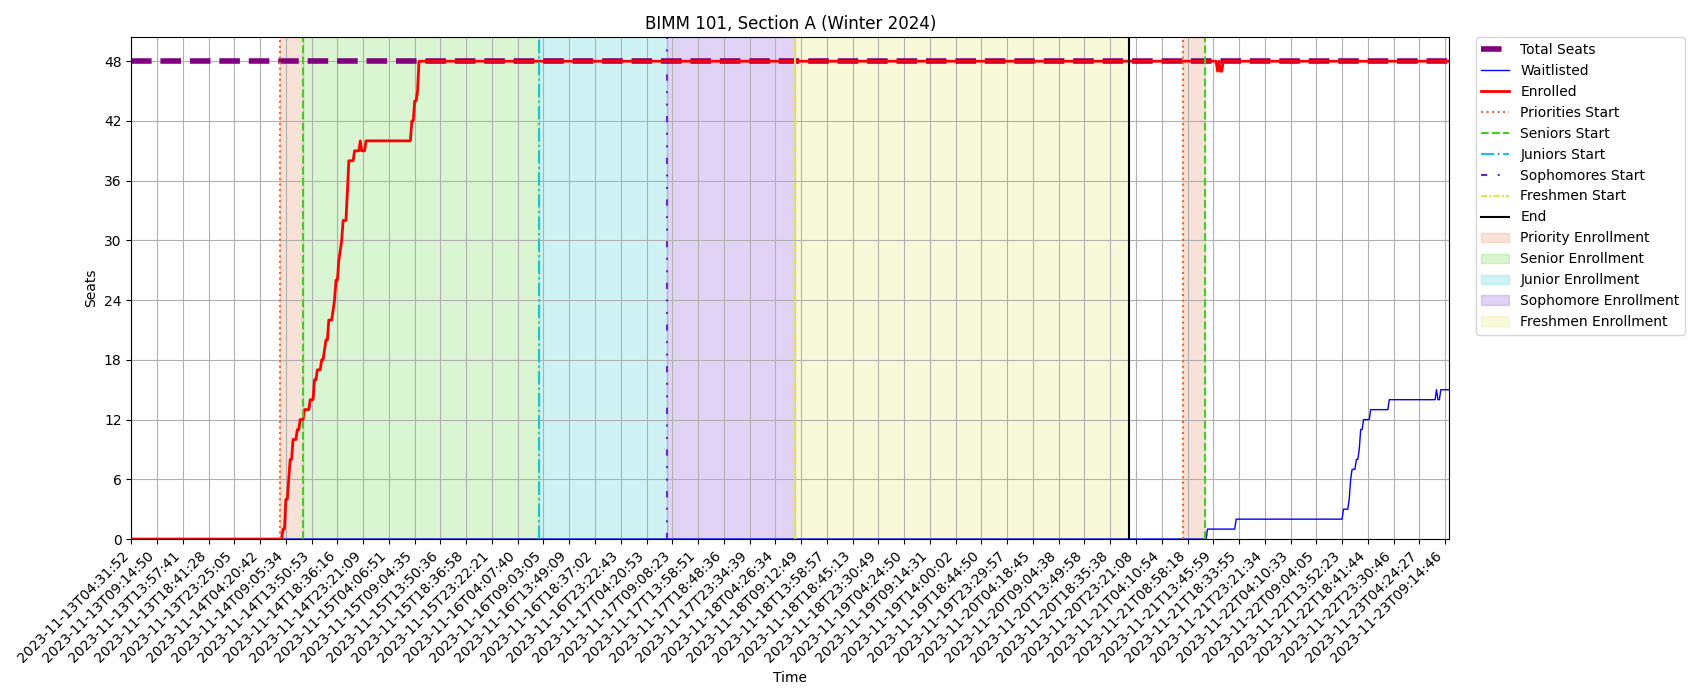 BIMM 101, Section A (Winter 2024)
Seats
48
42
36
30
24
18
12
6
0
2023-11-13T04:31:52
2023-11-13T09:14:50
2023-11-13T13:57:41
2023-11-13T18:41:28
2023-11-13T23:25:05
2023-11-14T04:20:42
2023-11-14T09:05:34
2023-11-14T13:50:53
2023-11-14T18:36:16
2023-11-14T23:21:09
2023-11-15T04:06:51
2023-11-15T09:04:35
2023-11-15T13:50:36
2023-11-15T18:36:58
2023-11-15T23:22:21
2023-11-16T04:07:40
2023-11-16T09:03:05
2023-11-16T13:49:09
2023-11-16T18:37:02
2023-11-16T23:22:43
2023-11-17T04:20:53
2023-11-17T09:08:23
2023-11-17T13:58:51
2023-11-17T18:48:36
2023-11-17T23:34:39
2023-11-18T04:26:34
2023-11-18T09:12:49
2023-11-18T13:58:57
2023-11-18T18:45:13
2023-11-18T23:30:49
2023-11-19T04:24:50
2023-11-19T09:14:31
2023-11-19T14:00:02
2023-11-19T18:44:50
2023-11-19T23:29:57
2023-11-20T04:18:45
2023-11-20T09:04:38
2023-11-20T13:49:58
2023-11-20T18:35:38
2023-11-20T23:21:08
2023-11-21T04:10:54
2023-11-21T08:58:18
2023-11-21T13:45:59
2023-11-21T18:33:55
2023-11-21T23:21:34
2023-11-22T04:10:33
2023-11-22T09:04:05
2023-11-22T13:52:23
2023-11-22T18:41:44
2023-11-22T23:30:46
2023-11-23T04:24:27
2023-11-23T09:14:46
Time
Total Seats
Waitlisted
Enrolled
Priorities Start
Seniors Start
Juniors Start
Sophomores Start
Freshmen Start
End
Priority Enrollment
Senior Enrollment
Junior Enrollment
Sophomore Enrollment
Freshmen Enrollment